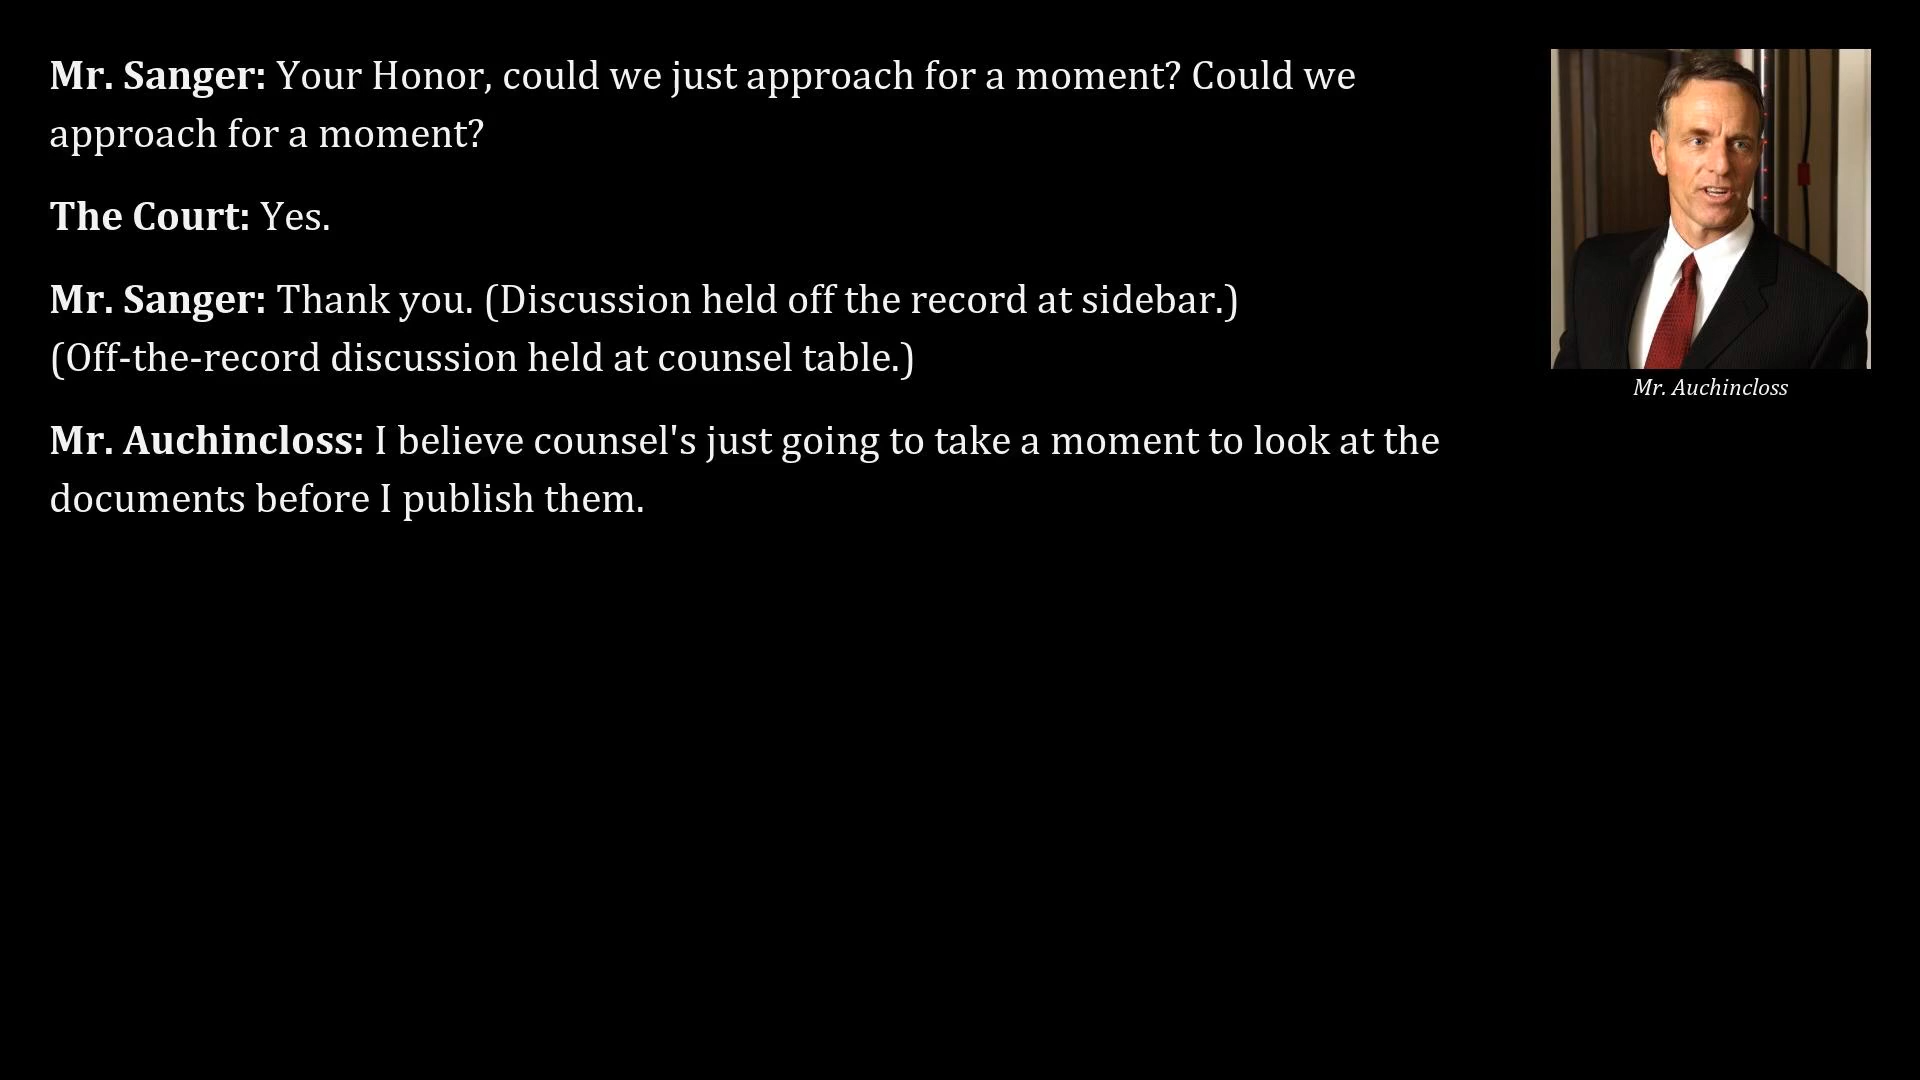 Mr. Sanger: Your Honor, could we just approach for a moment? Could we
approach for a moment?
The Court: Yes.
Mr. Sanger: Thank you. (Discussion held off the record at sidebar.)
(Off-the-record discussion held at counsel table.)
Mr. Auchincloss: I believe counsel's just going to take a moment to look at the
documents before I publish them.
Mr. Auchincloss